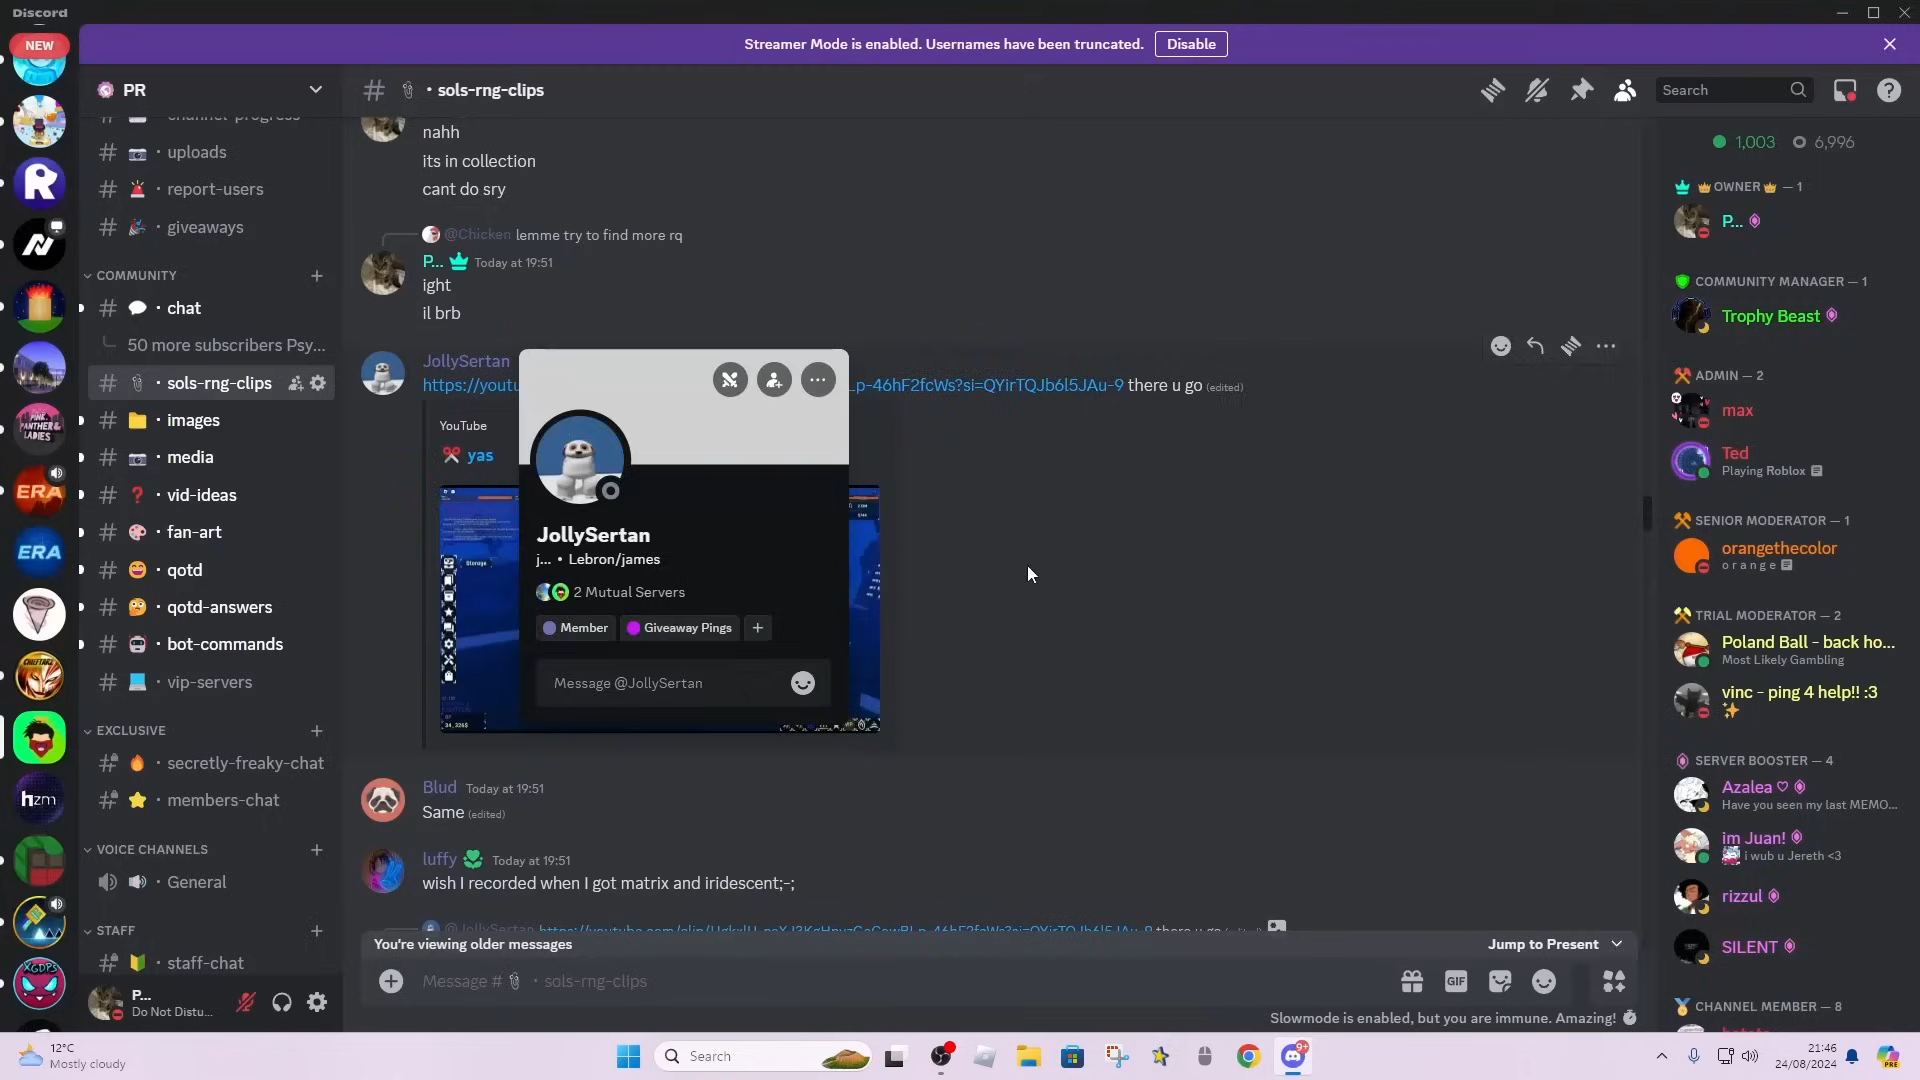 Discord
Streamer Mode is enabled. Usernames have been truncated.
Disable
NEW
PR
channel-progress
uploads
report-users
giveaways
COMMUNITY
chat
50 more subscribers Psy...
sols-rng-clips
images
media
vid-ideas
fan-art
qotd
qotd-answers
bot-commands
vip-servers
EXCLUSIVE
secretly-freaky-chat
members-chat
VOICE CHANNELS
General
STAFF
staff-chat
P...
Do Not Distu...
ERA
ERA
hzm
XGDPS
• sols-rng-clips
Search
nahh
its in collection
cant do sry
@Chicken lemme try to find more rq
P... Today at 19:51
ight
il brb
JollySertan
https://youtu
_p-46hF2fcWs?si=QYirTQJb6l5JAu-9 there u go (edited)
YouTube
yas
Storage
JollySertan
j... • Lebron/james
2 Mutual Servers
Member
Giveaway Pings
Message @JollySertan
Blud Today at 19:51
Same (edited)
luffy Today at 19:51
wish I recorded when I got matrix and iridescent;-;
You're viewing older messages
Jump to Present
Message # · sols-rng-clips
GIF
Slowmode is enabled, but you are immune. Amazing!
1,003 6,996
OWNER — 1
P...
COMMUNITY MANAGER — 1
Trophy Beast
ADMIN — 2
max
Ted
Playing Roblox
SENIOR MODERATOR — 1
orangethecolor
o r a n g e
TRIAL MODERATOR — 2
Poland Ball - back ho...
Most Likely Gambling
vinc - ping 4 help!! :3
SERVER BOOSTER — 4
Azalea
Have you seen my last MEMO...
im Juan!
i wub u Jereth <3
rizzul
SILENT
CHANNEL MEMBER — 8
12°C
Mostly cloudy
Search
9+
21:46
24/08/2024
PRE